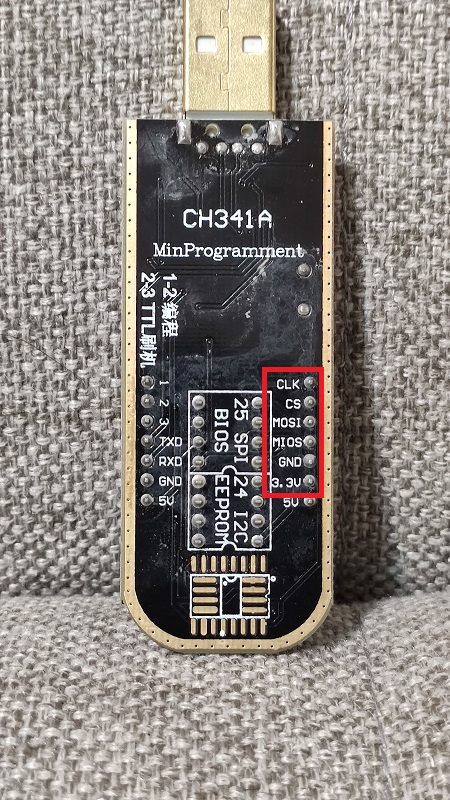 CH341A
MinProgramment
1-2 编程
2-3 TTL刷机
1
2
3
TXD
RXD
GND
5V
25 SPI
BIOS
24 I2C
EEPROM
CLK
CS
MOSI
MIOS
GND
3.3V
5V